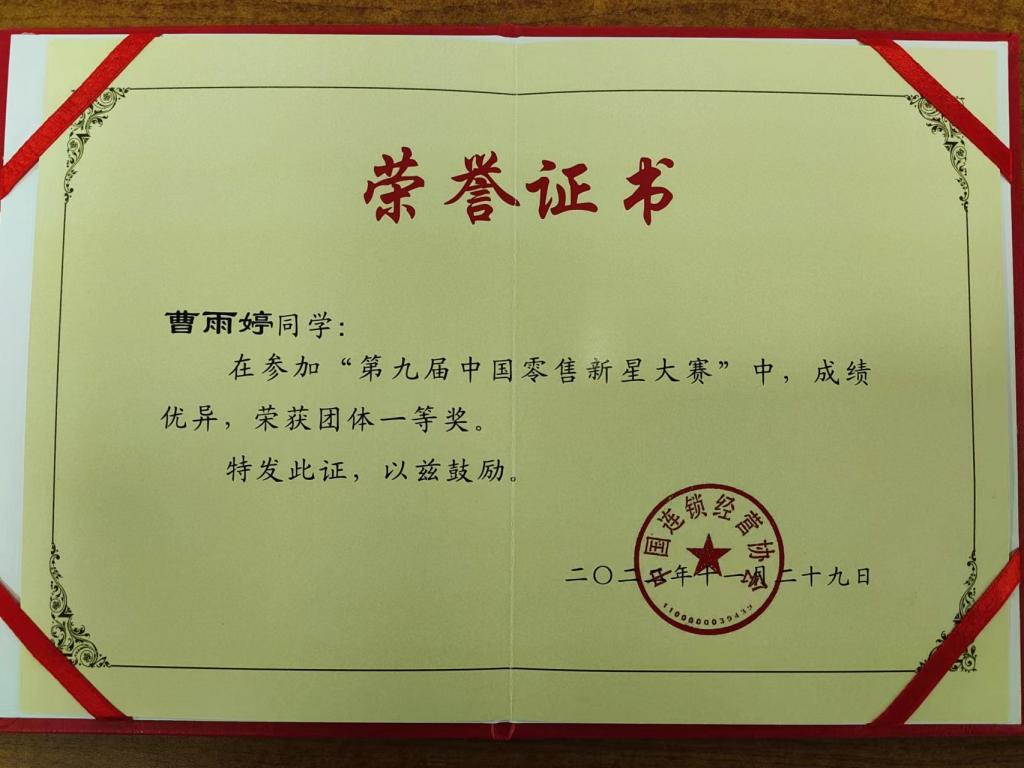 荣誉证书
曹雨婷同学：
在参加“第九届中国零售新星大赛”中，成绩
优异，荣获团体一等奖。
特发此证，以兹鼓励。
中国连锁经营协会
二〇二 年十一月二十九日